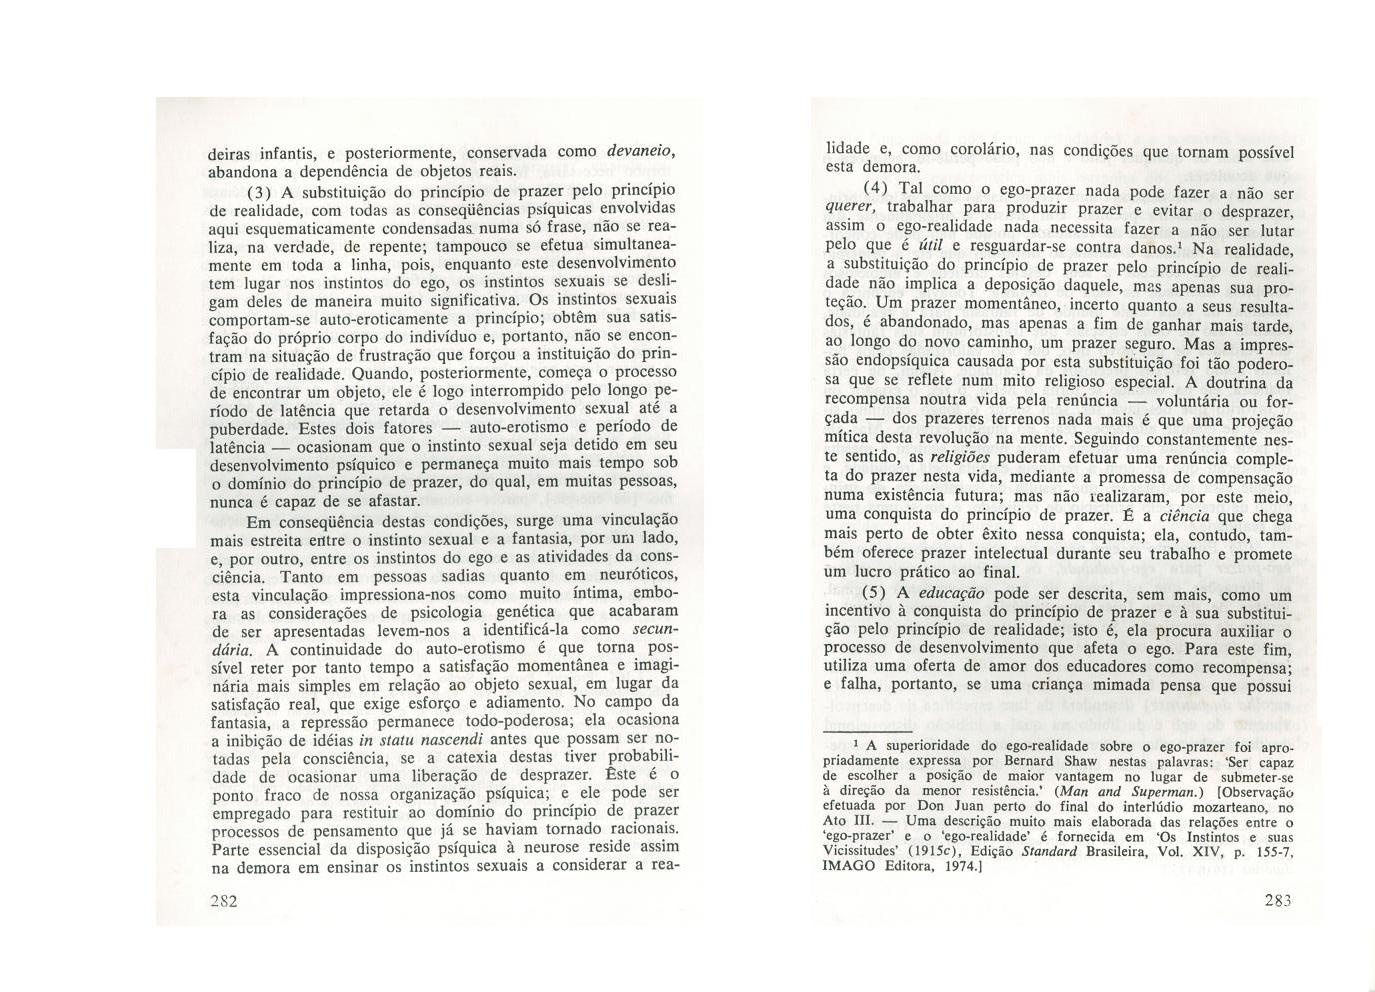 deiras infantis, e posteriormente, conservada como devaneio,
abandona a dependência de objetos reais.
(3) A substituição do princípio de prazer pelo princípio
de realidade, com todas as conseqüências psíquicas envolvidas
aqui esquematicamente condensadas numa só frase, não se rea-
liza, na verdade, de repente; tampouco se efetua simultanea-
mente em toda a linha, pois, enquanto este desenvolvimento
tem lugar nos instintos do ego, os instintos sexuais se desli-
gam deles de maneira muito significativa. Os instintos sexuais
comportam-se auto-eroticamente a princípio; obtêm sua satis-
fação do próprio corpo do indivíduo e, portanto, não se encon-
tram na situação de frustração que forçou a instituição do prin-
cípio de realidade. Quando, posteriormente, começa o processo
de encontrar um objeto, ele é logo interrompido pelo longo pe-
ríodo de latência que retarda o desenvolvimento sexual até a
puberdade. Estes dois fatores — auto-erotismo e período de
latência — ocasionam que o instinto sexual seja detido em seu
desenvolvimento psíquico e permaneça muito mais tempo sob
o domínio do princípio de prazer, do qual, em muitas pessoas,
nunca é capaz de se afastar.
Em conseqüência destas condições, surge uma vinculação
mais estreita entre o instinto sexual e a fantasia, por um lado,
e, por outro, entre os instintos do ego e as atividades da cons-
ciência. Tanto em pessoas sadias quanto em neuróticos,
esta vinculação impressiona-nos como muito íntima, embo-
ra as considerações de psicologia genética que acabaram
de ser apresentadas levem-nos a identificá-la como secun-
dária. A continuidade do auto-erotismo é que torna pos-
sível reter por tanto tempo a satisfação momentânea e imagi-
nária mais simples em relação ao objeto sexual, em lugar da
satisfação real, que exige esforço e adiamento. No campo da
fantasia, a repressão permanece todo-poderosa; ela ocasiona
a inibição de idéias in statu nascendi antes que possam ser no-
tadas pela consciência, se a catexia destas tiver probabili-
dade de ocasionar uma liberação de desprazer. Êste é o
ponto fraco de nossa organização psíquica; e ele pode ser
empregado para restituir ao domínio do princípio de prazer
processos de pensamento que já se haviam tornado racionais.
Parte essencial da disposição psíquica à neurose reside assim
na demora em ensinar os instintos sexuais a considerar a rea-
282
lidade e, como corolário, nas condições que tornam possível
esta demora.
(4) Tal como o ego-prazer nada pode fazer a não ser
querer, trabalhar para produzir prazer e evitar o desprazer,
assim o ego-realidade nada necessita fazer a não ser lutar
pelo que é útil e resguardar-se contra danos.¹ Na realidade,
a substituição do princípio de prazer pelo princípio de reali-
dade não implica a deposição daquele, mas apenas sua pro-
teção. Um prazer momentâneo, incerto quanto a seus resulta-
dos, é abandonado, mas apenas a fim de ganhar mais tarde,
ao longo do novo caminho, um prazer seguro. Mas a impres-
são endopsíquica causada por esta substituição foi tão podero-
sa que se reflete num mito religioso especial. A doutrina da
recompensa noutra vida pela renúncia — voluntária ou for-
çada — dos prazeres terrenos nada mais é que uma projeção
mítica desta revolução na mente. Seguindo constantemente nes-
te sentido, as religiões puderam efetuar uma renúncia comple-
ta do prazer nesta vida, mediante a promessa de compensação
numa existência futura; mas não realizaram, por este meio,
uma conquista do princípio de prazer. É a ciência que chega
mais perto de obter êxito nessa conquista; ela, contudo, tam-
bém oferece prazer intelectual durante seu trabalho e promete
um lucro prático ao final.
(5) A educação pode ser descrita, sem mais, como um
incentivo à conquista do princípio de prazer e à sua substitui-
ção pelo princípio de realidade; isto é, ela procura auxiliar o
processo de desenvolvimento que afeta o ego. Para este fim,
utiliza uma oferta de amor dos educadores como recompensa;
e falha, portanto, se uma criança mimada pensa que possui
¹ A superioridade do ego-realidade sobre o ego-prazer foi apro-
priadamente expressa por Bernard Shaw nestas palavras: ‘Ser capaz
de escolher a posição de maior vantagem no lugar de submeter-se
à direção da menor resistência.’ (Man and Superman.) [Observação
efetuada por Don Juan perto do final do interlúdio mozarteano, no
Ato III. — Uma descrição muito mais elaborada das relações entre o
‘ego-prazer’ e o ‘ego-realidade’ é fornecida em ‘Os Instintos e suas
Vicissitudes’ (1915c), Edição Standard Brasileira, Vol. XIV, p. 155-7,
IMAGO Editora, 1974.]
283